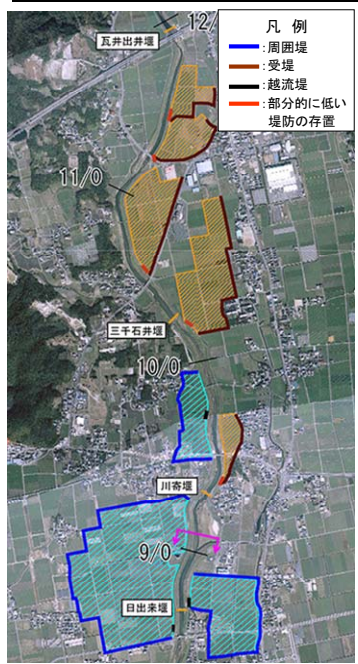 凡 例
:周囲堤
:受堤
:越流堤
:部分的に低い
堤防の存置
12/
瓦井出井堰
11/0
三千石井堰
10/0
川寄堰
9/0
日出来堰